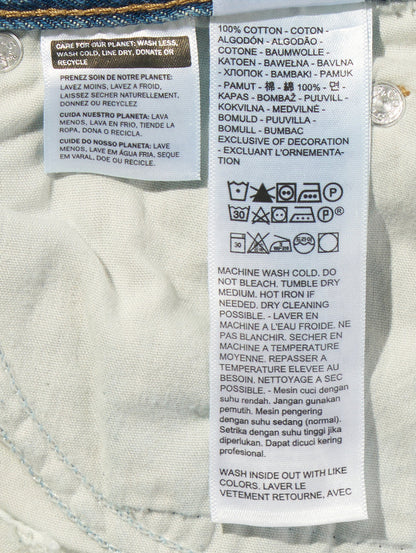 CARE FOR OUR PLANET: WASH LESS,
WASH COLD, LINE DRY, DONATE OR
RECYCLE
PRENEZ SOIN DE NOTRE PLANETE:
LAVEZ MOINS, LAVEZ A FROID,
LAISSEZ SECHER NATURELLEMENT,
DONNEZ OU RECYCLEZ
CUIDA NUESTRO PLANETA: LAVA
MENOS, LAVA EN FRIO, TIENDE LA
ROPA, DONA O RECICLA.
CUIDE DO NOSSO PLANETA: LAVE
MENOS, LAVE EM ÁGUA FRIA, SEQUE
EM VARAL, DOE OU RECICLE.
100% COTTON - COTON -
ALGODÓN - ALGODÃO -
COTONE - BAUMWOLLE -
KATOEN - BAWEŁNA - BAVLNA
- ХЛОПОК - BAMBAKI - PAMUK
- PAMUT - 棉 - 綿 100% - 면 -
KAPAS - BOMBAŽ - PUUVILL -
KOKVILNA - MEDVILNE -
BOMULD - PUUVILLA -
BOMULL - BUMBAC
EXCLUSIVE OF DECORATION
- EXCLUANT L'ORNEMENTA-
TION
P
30 P®
30
MACHINE WASH COLD. DO
NOT BLEACH. TUMBLE DRY
MEDIUM. HOT IRON IF
NEEDED. DRY CLEANING
POSSIBLE. - LAVER EN
MACHINE A L'EAU FROIDE. NE
PAS BLANCHIR. SECHER EN
MACHINE A TEMPERATURE
MOYENNE. REPASSER A
TEMPERATURE ELEVEE AU
BESOIN. NETTOYAGE A SEC
POSSIBLE. - Mesin cuci dengan
suhu rendah. Jangan gunakan
pemutih. Mesin pengering
dengan suhu sedang (normal).
Setrika dengan suhu tinggi jika
diperlukan. Dapat dicuci kering
profesional.
WASH INSIDE OUT WITH LIKE
COLORS. LAVER LE
VETEMENT RETOURNE, AVEC